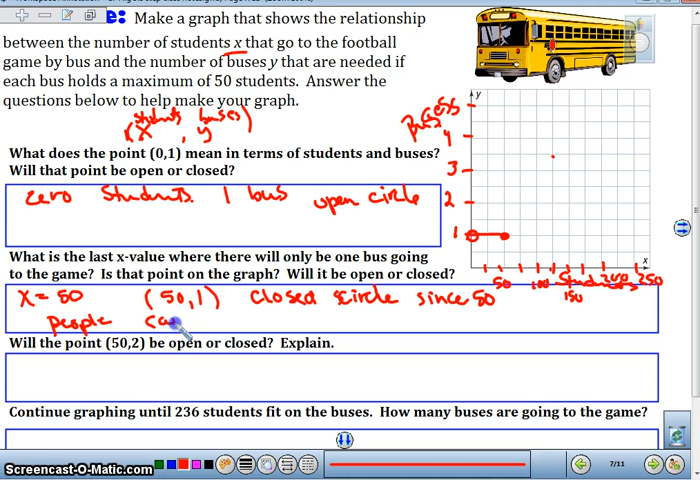 e: Make a graph that shows the relationship
between the number of students x that go to the football
game by bus and the number of buses y that are needed if
each bus holds a maximum of 50 students. Answer the
questions below to help make your graph.
students buses
(x , y)
What does the point (0,1) mean in terms of students and buses?
Will that point be open or closed?
zero students 1 bus open circle
What is the last x-value where there will only be one bus going
to the game? Is that point on the graph? Will it be open or closed?
x = 50 (50,1) closed circle since 50
people ca
Will the point (50,2) be open or closed? Explain.
Continue graphing until 236 students fit on the buses. How many buses are going to the game?
y
buses
4
3
2
1
x
50 100 150 200 250
students
7/11
Screencast-O-Matic.com